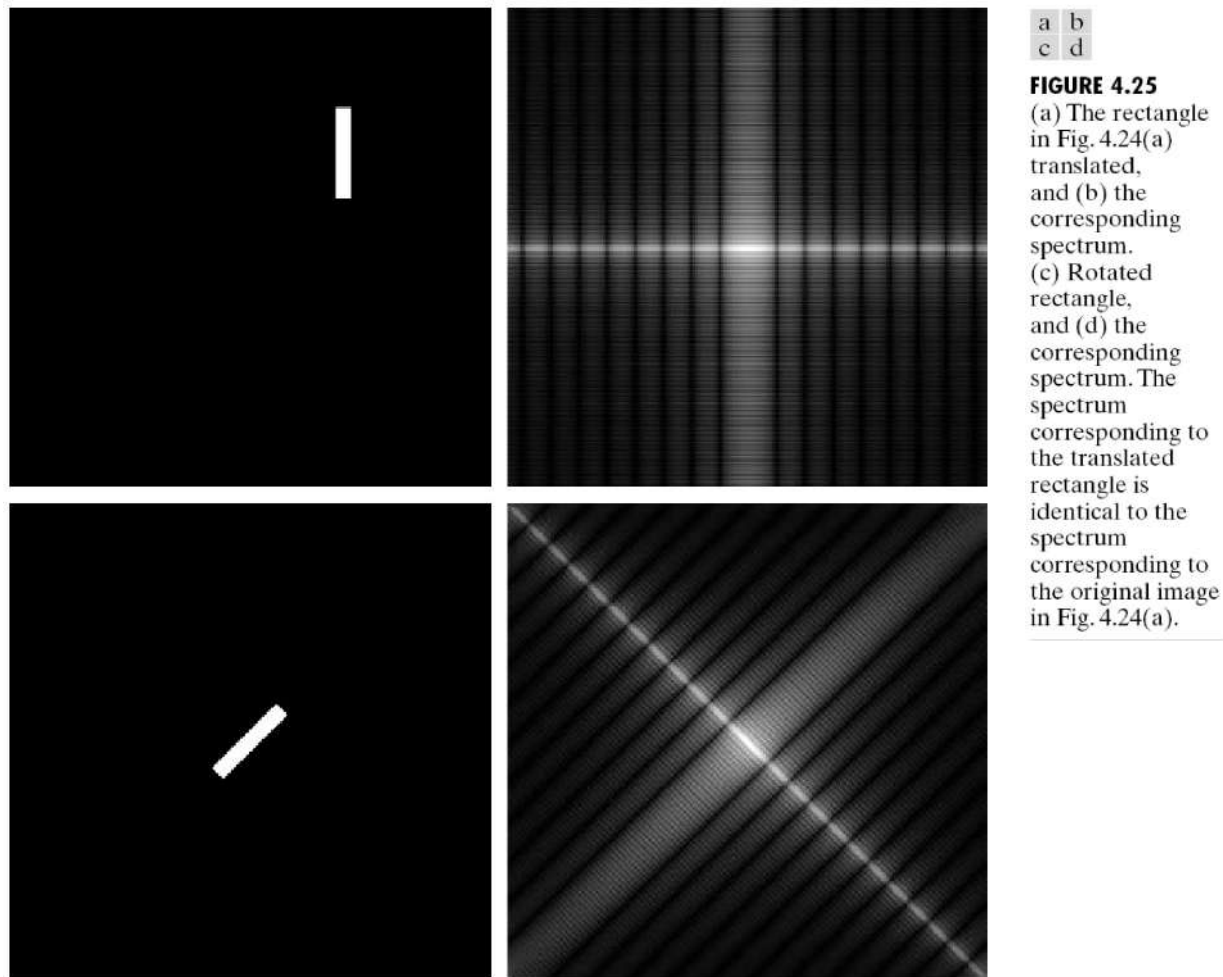 a b
c d
FIGURE 4.25
(a) The rectangle
in Fig. 4.24(a)
translated,
and (b) the
corresponding
spectrum.
(c) Rotated
rectangle,
and (d) the
corresponding
spectrum. The
spectrum
corresponding to
the translated
rectangle is
identical to the
spectrum
corresponding to
the original image
in Fig. 4.24(a).